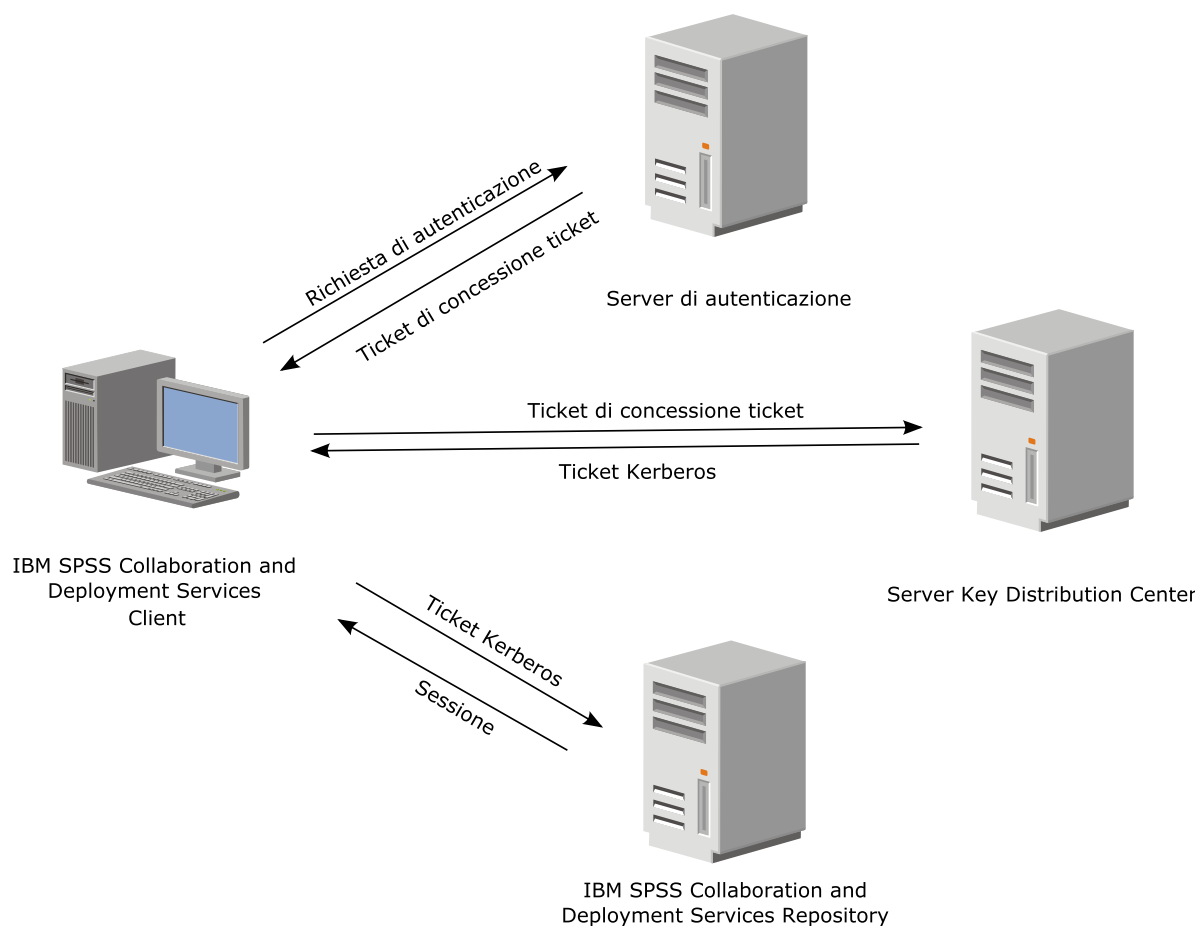 Richiesta di autenticazione
Ticket di concessione ticket
Server di autenticazione
Ticket di concessione ticket
Ticket Kerberos
IBM SPSS Collaboration and
Deployment Services
Client
Server Key Distribution Center
Ticket Kerberos
Sessione
IBM SPSS Collaboration and
Deployment Services Repository